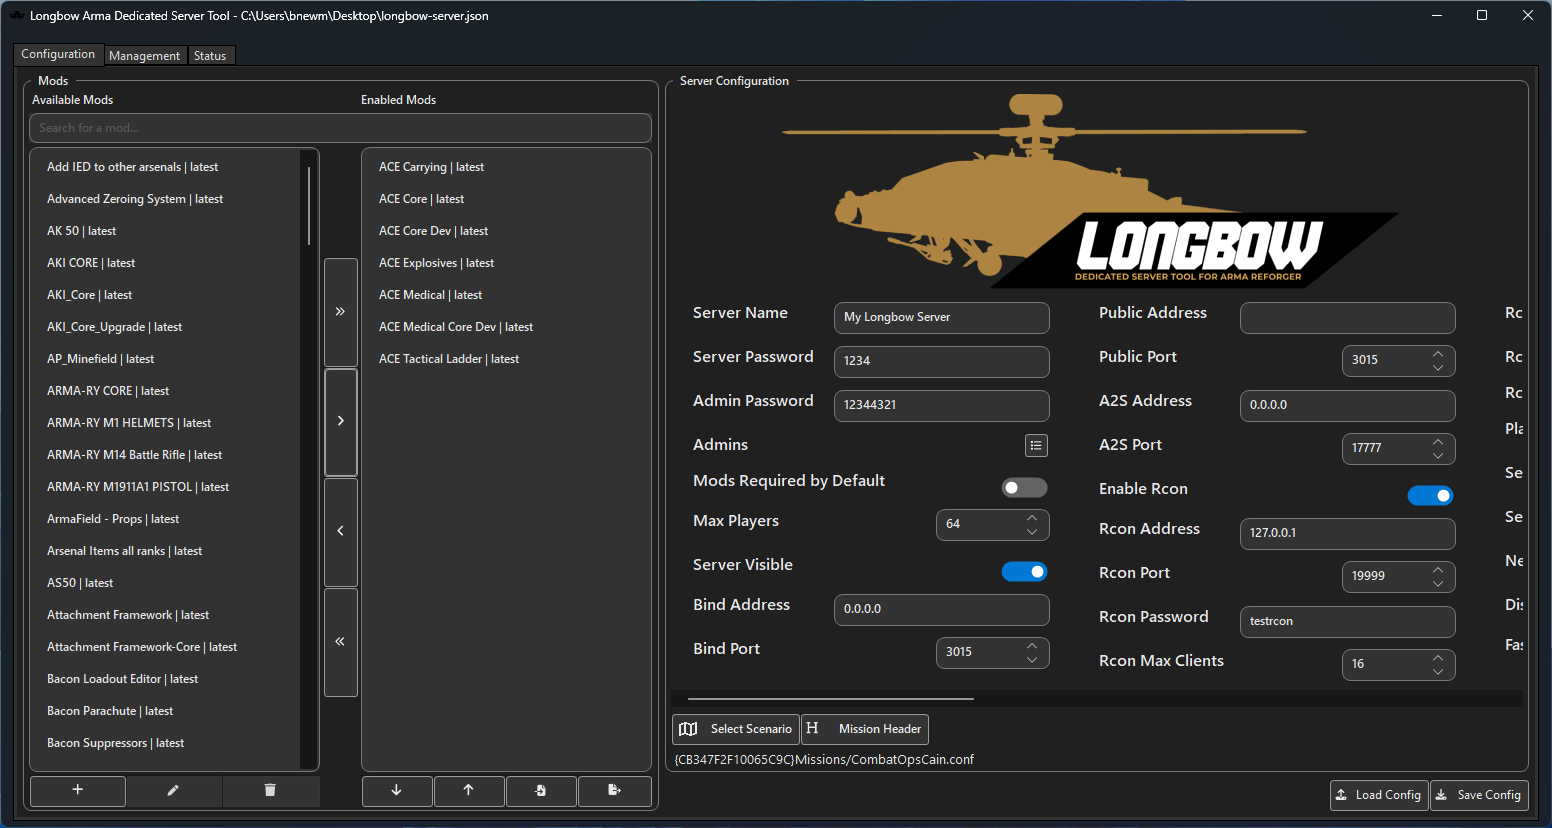 Longbow Arma Dedicated Server Tool - C:\Users\bnewm\Desktop\longbow-server.json
Configuration
Management
Status
Mods
Available Mods
Enabled Mods
Search for a mod...
Add IED to other arsenals | latest
Advanced Zeroing System | latest
AK 50 | latest
AKI CORE | latest
AKI_Core | latest
AKI_Core_Upgrade | latest
AP_Minefield | latest
ARMA-RY CORE | latest
ARMA-RY M1 HELMETS | latest
ARMA-RY M14 Battle Rifle | latest
ARMA-RY M1911A1 PISTOL | latest
ArmaField - Props | latest
Arsenal Items all ranks | latest
AS50 | latest
Attachment Framework | latest
Attachment Framework-Core | latest
Bacon Loadout Editor | latest
Bacon Parachute | latest
Bacon Suppressors | latest
ACE Carrying | latest
ACE Core | latest
ACE Core Dev | latest
ACE Explosives | latest
ACE Medical | latest
ACE Medical Core Dev | latest
ACE Tactical Ladder | latest
Server Configuration
LONGBOW
DEDICATED SERVER TOOL FOR ARMA REFORGER
Server Name
My Longbow Server
Server Password
1234
Admin Password
12344321
Admins
Mods Required by Default
Max Players
64
Server Visible
Bind Address
0.0.0.0
Bind Port
3015
Public Address
Public Port
3015
A2S Address
0.0.0.0
A2S Port
17777
Enable Rcon
Rcon Address
127.0.0.1
Rcon Port
19999
Rcon Password
testrcon
Rcon Max Clients
16
Rc
Rc
Rc
Pla
Se
Se
Ne
Dis
Fas
Select Scenario
H Mission Header
{CB347F2F10065C9C}Missions/CombatOpsCain.conf
Load Config
Save Config